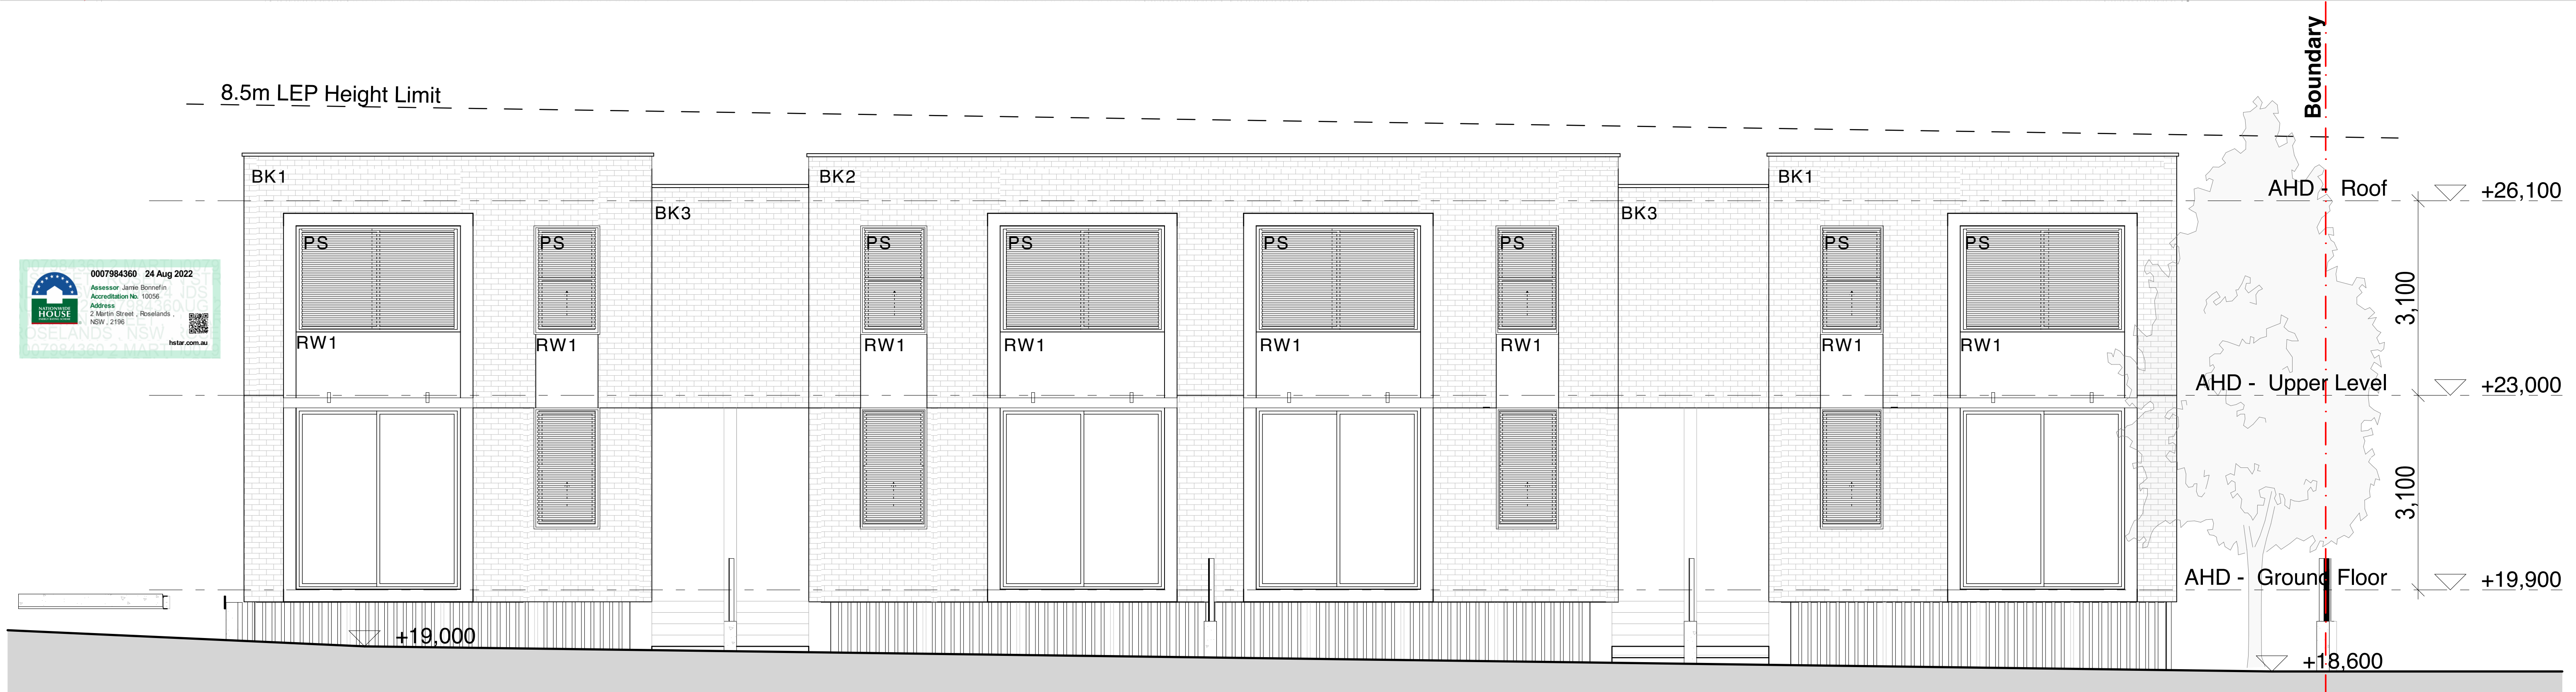 Boundary
8.5m LEP Height Limit
BK1
BK2
BK1
AHD - Roof
+26,100
BK3
BK3
PS
PS
PS
PS
PS
PS
PS
PS
0007984360 24 Aug 2022
Assessor Jamie Bonnefin
Accreditation No. 10056
Address
2 Martin Street , Roselands ,
NSW , 2196
hstar.com.au
NATIONWIDE
HOUSE
3,100
RW1
RW1
RW1
RW1
RW1
RW1
RW1
RW1
AHD - Upper Level
+23,000
3,100
AHD - Ground Floor
+19,900
+19,000
+18,600